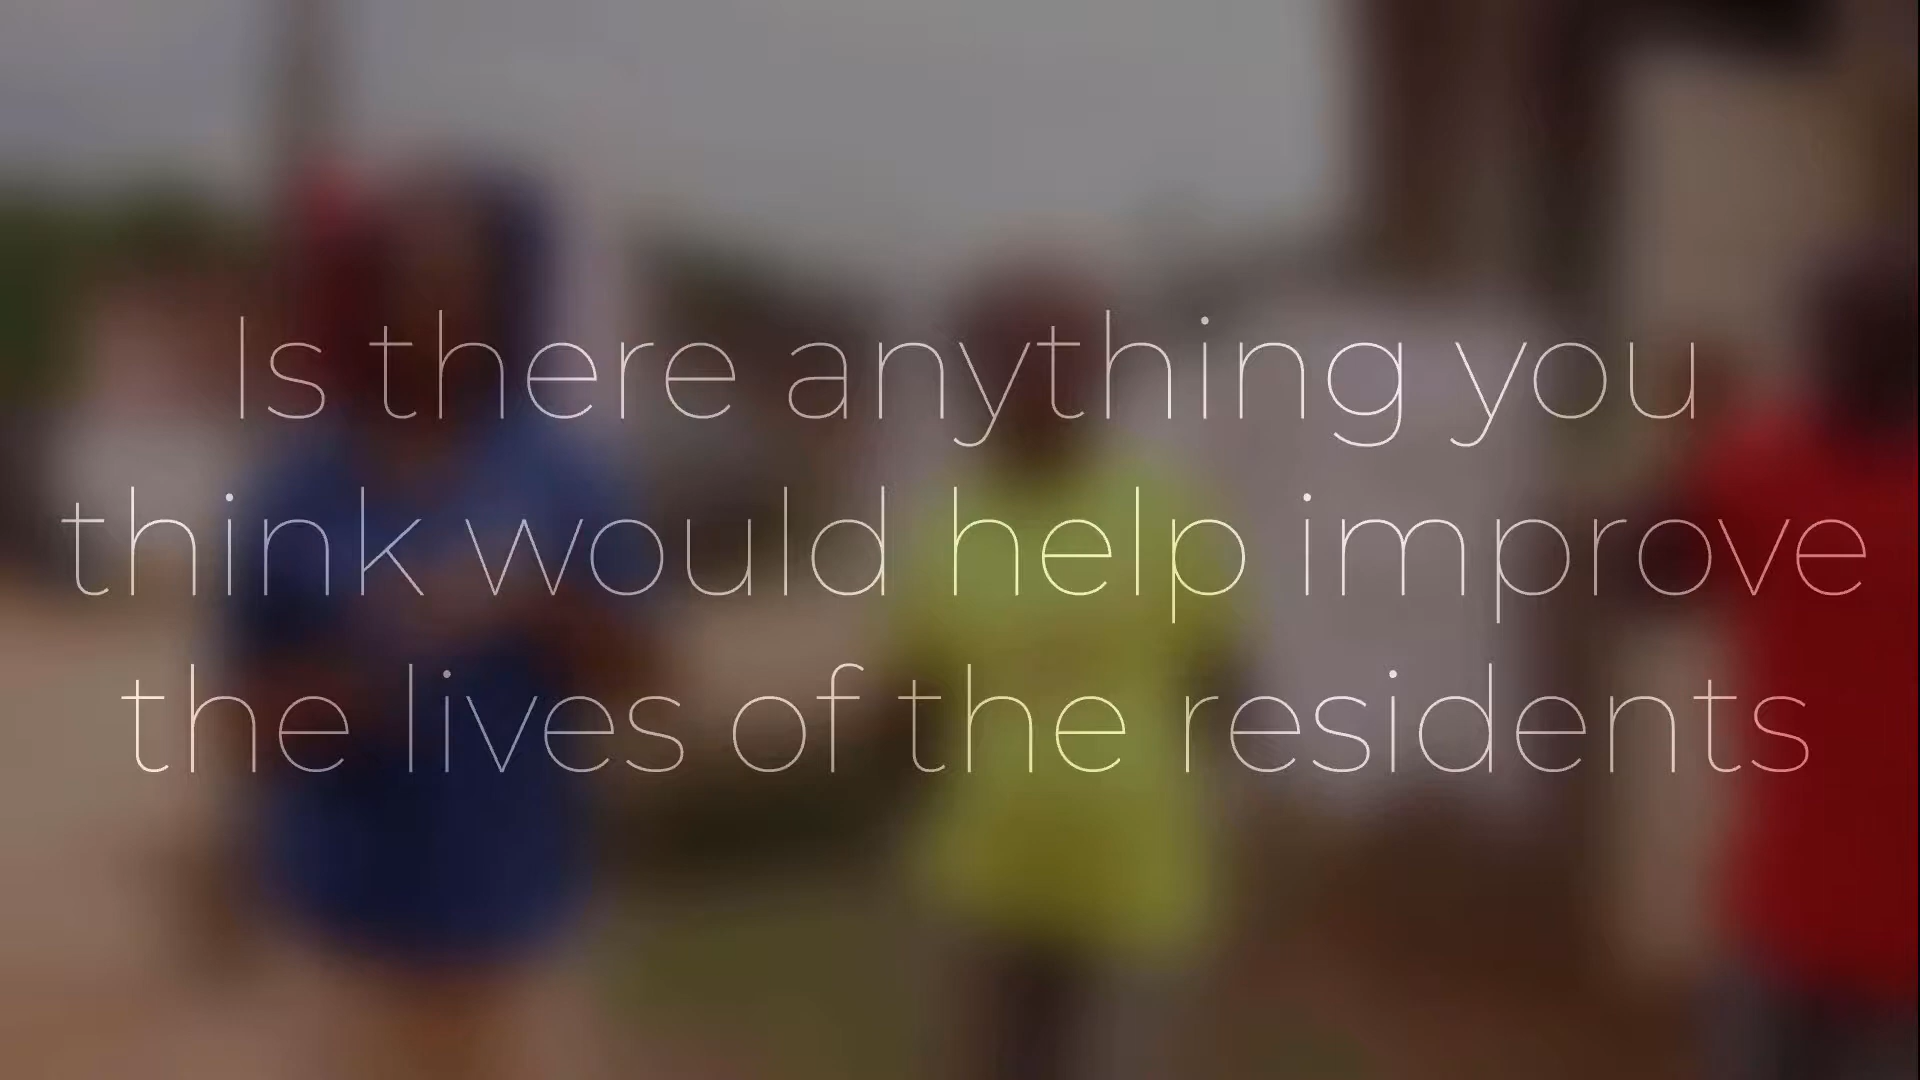 Is there anything you
think would help improve
the lives of the residents